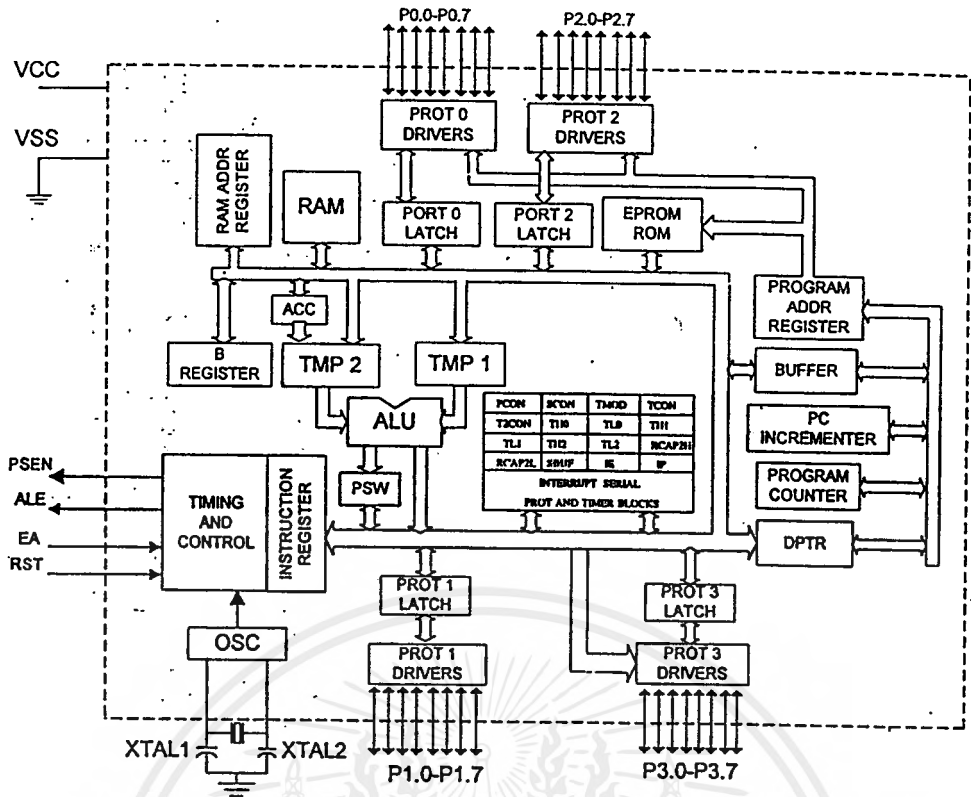 P0.0-P0.7
P2.0-P2.7
VCC
VSS
PROT 0
DRIVERS
PROT 2
DRIVERS
RAM ADDR
REGISTER
RAM
PORT 0
LATCH
PORT 2
LATCH
EPROM
ROM
PROGRAM
ADDR
REGISTER
ACC
B
REGISTER
TMP 2
TMP 1
BUFFER
ALU
PCON SCON TMOD TCON
T2CON TH0 TL0 TH1
TL1 TH2 TL2 RCAP2H
RCAP2L SBUF IE IP
INTERRUPT SERIAL
PROT AND TIMER BLOCKS
PC
INCREMENTER
PROGRAM
COUNTER
PSW
PSEN
ALE
EA
RST
TIMING
AND
CONTROL
INSTRUCTION
REGISTER
DPTR
PROT 1
LATCH
PROT 3
LATCH
OSC
PROT 1
DRIVERS
PROT 3
DRIVERS
XTAL1
XTAL2
P1.0-P1.7
P3.0-P3.7